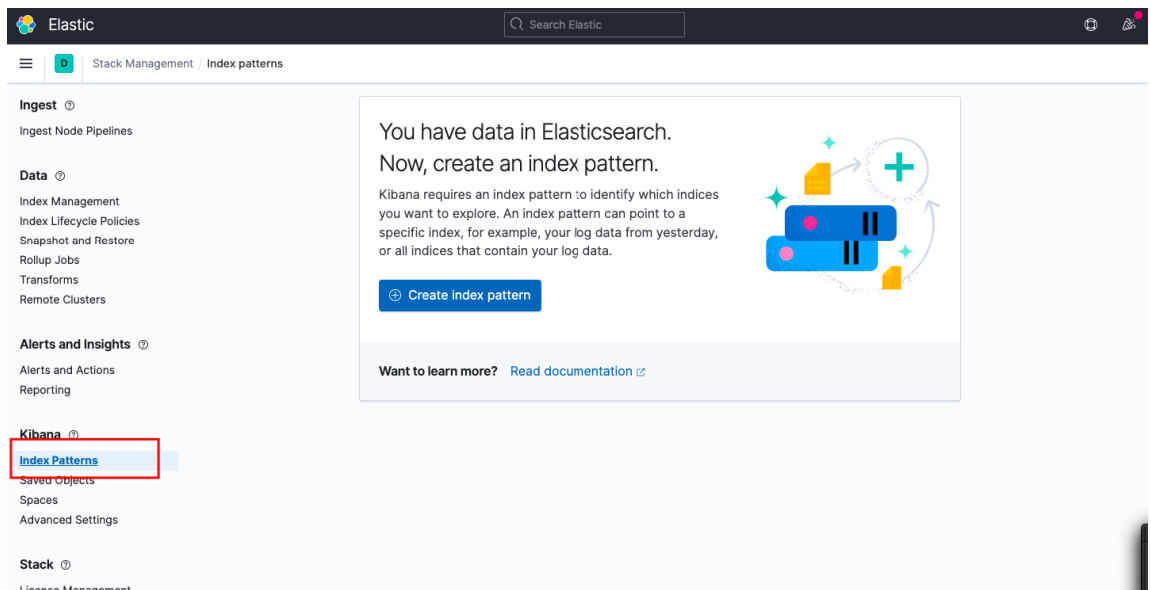 Elastic
Search Elastic
D
Stack Management / Index patterns
Ingest
Ingest Node Pipelines
Data
Index Management
Index Lifecycle Policies
Snapshot and Restore
Rollup Jobs
Transforms
Remote Clusters
Alerts and Insights
Alerts and Actions
Reporting
Kibana
Index Patterns
Saved Objects
Spaces
Advanced Settings
Stack
License Management
You have data in Elasticsearch.
Now, create an index pattern.
Kibana requires an index pattern to identify which indices
you want to explore. An index pattern can point to a
specific index, for example, your log data from yesterday,
or all indices that contain your log data.
Create index pattern
Want to learn more? Read documentation